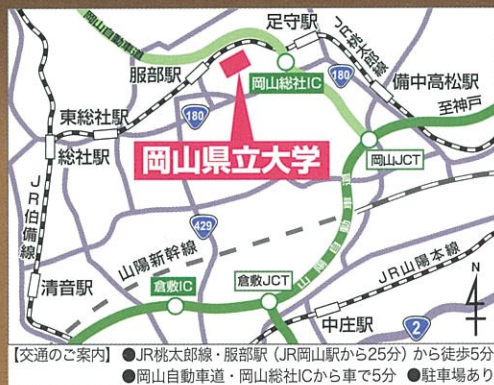 足守駅
JR桃太郎線
岡山自動車道
服部駅
岡山総社IC
180
備中高松駅
至神戸
東総社駅
180
総社駅
岡山県立大学
岡山JCT
JR伯備線
429
山陽自動車道
山陽新幹線
清音駅
倉敷IC
倉敷JCT
JR山陽本線
N
4
中庄駅
2
【交通のご案内】●JR桃太郎線・服部駅（JR岡山駅から25分）から徒歩5分
●岡山自動車道・岡山総社ICから車で5分 ●駐車場あり